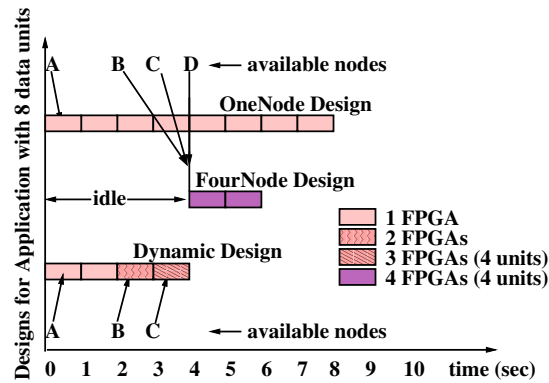 Designs for Application with 8 data units
A B C D available nodes
OneNode Design
FourNode Design
idle
1 FPGA
2 FPGAs
3 FPGAs (4 units)
4 FPGAs (4 units)
Dynamic Design
A B C available nodes
0 1 2 3 4 5 6 7 8 9 10 time (sec)